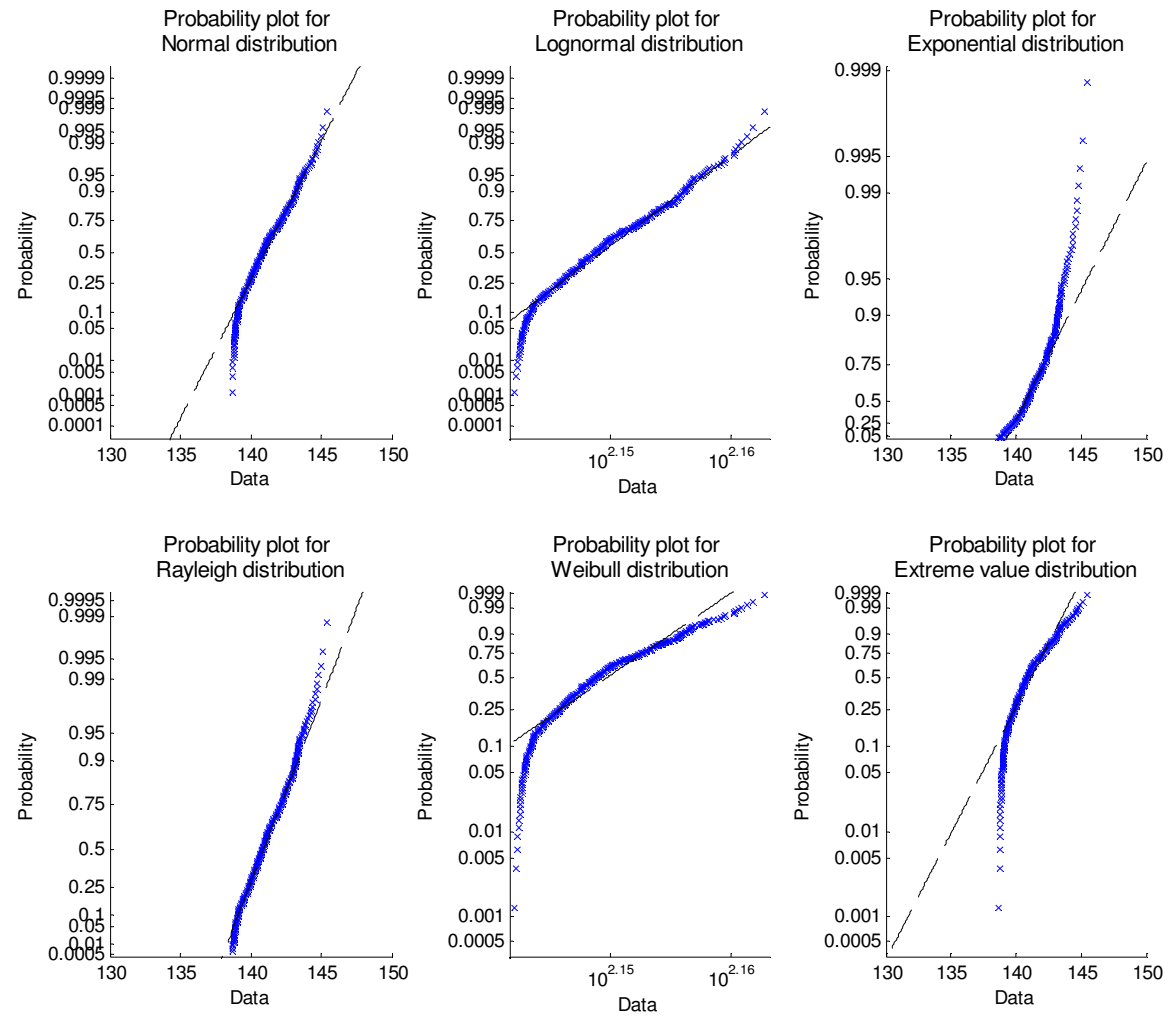 Probability plot for
Normal distribution
0.9999
0.9995
0.999
0.995
0.99
0.95
0.9
0.75
0.5
0.25
0.1
0.05
0.01
0.005
0.001
0.0005
0.0001
Probability
130 135 140 145 150
Data
Probability plot for
Lognormal distribution
0.9999
0.9995
0.999
0.995
0.99
0.95
0.9
0.75
0.5
0.25
0.1
0.05
0.01
0.005
0.001
0.0005
0.0001
Probability
10^2.15 10^2.16
Data
Probability plot for
Exponential distribution
0.999
0.995
0.99
0.95
0.9
0.75
0.5
0.25
0.05
Probability
130 135 140 145 150
Data
Probability plot for
Rayleigh distribution
0.9995
0.999
0.995
0.99
0.95
0.9
0.75
0.5
0.25
0.1
0.05
0.01
0.0005
Probability
130 135 140 145 150
Data
Probability plot for
Weibull distribution
0.999
0.99
0.9
0.75
0.5
0.25
0.1
0.05
0.01
0.005
0.001
0.0005
Probability
10^2.15 10^2.16
Data
Probability plot for
Extreme value distribution
0.999
0.99
0.9
0.75
0.5
0.25
0.1
0.05
0.01
0.005
0.001
0.0005
Probability
130 135 140 145 150
Data